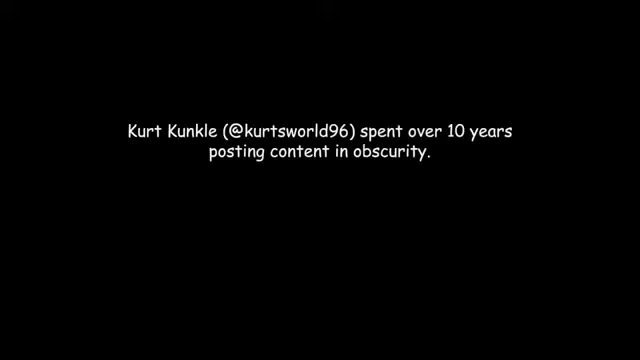 Kurt Kunkle (@kurtsworld96) spent over 10 years
posting content in obscurity.